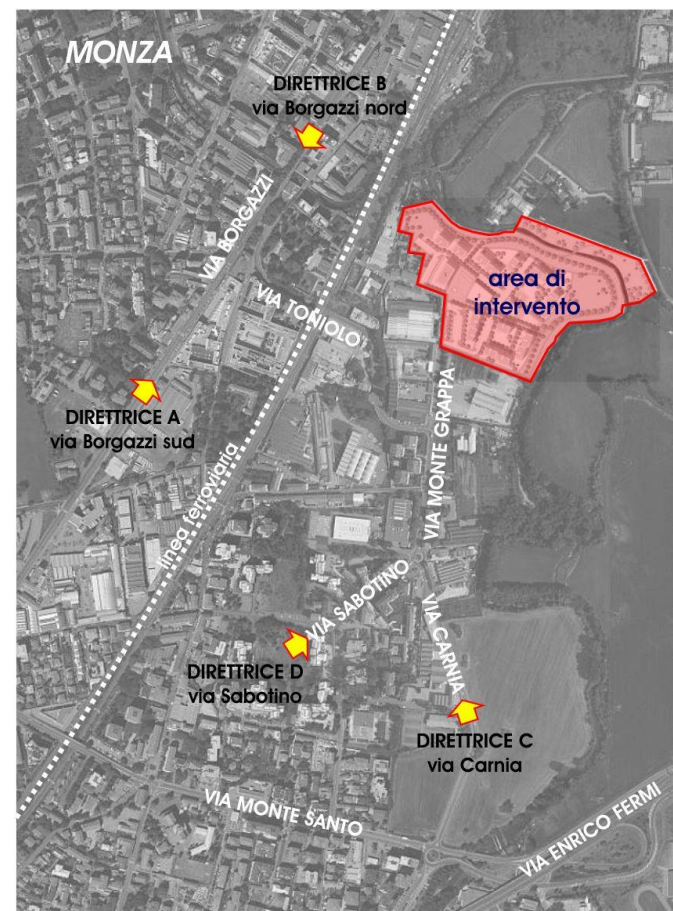 MONZA
DIRETTRICE B
via Borgazzi nord
VIA BORGAZZI
area di
intervento
VIA TONIOLO
DIRETTRICE A
via Borgazzi sud
VIA MONTE GRAPPA
linea ferroviaria
VIA SABOTINO
VIA CARNIA
DIRETTRICE D
via Sabotino
DIRETTRICE C
via Carnia
VIA MONTE SANTO
VIA ENRICO FERMI